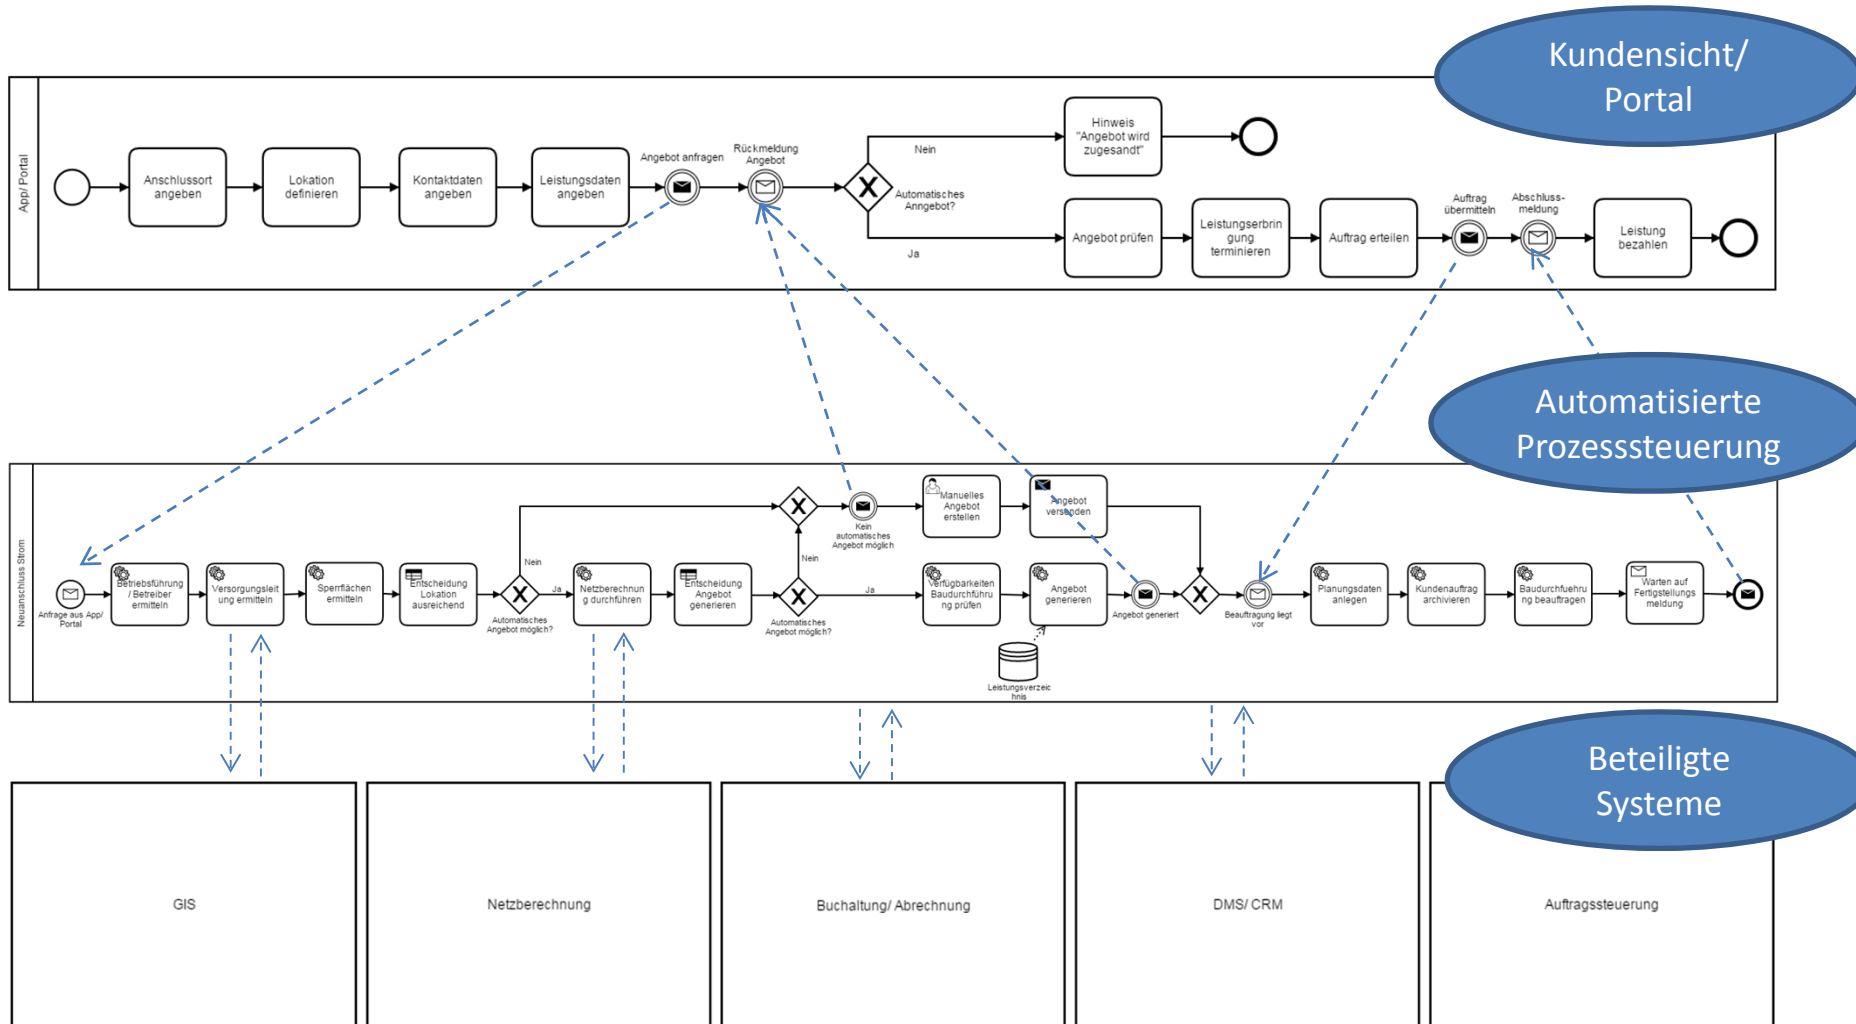 Kundensicht/
Portal
App/ Portal
Anschlussort
angeben
Lokation
definieren
Kontaktdaten
angeben
Leistungsdaten
angeben
Angebot anfragen
Rückmeldung
Angebot
Automatisches
Anngebot?
Nein
Ja
Hinweis
"Angebot wird
zugesandt"
Angebot prüfen
Leistungserbrin
gung
terminieren
Auftrag erteilen
Auftrag
übermitteln
Abschluss-
meldung
Leistung
bezahlen
Automatisierte
Prozesssteuerung
Neuanschluss Strom
Anfrage aus App/
Portal
Betriebsführung
/ Betreiber
ermitteln
Versorgungsleit
ung ermitteln
Sperrflächen
ermitteln
Entscheidung
Lokation
ausreichend
Nein
Ja
Automatisches
Angebot möglich?
Netzberechnun
g durchführen
Entscheidung
Angebot
generieren
Nein
Ja
Automatisches
Angebot möglich?
Kein
automatisches
Angebot möglich
Manuelles
Angebot
erstellen
Angebot
versenden
Verfügbarkeiten
Baudurchführu
ng prüfen
Angebot
generieren
Leistungsverzeic
hnis
Angebot generiert
Beauftragung liegt
vor
Planungsdaten
anlegen
Kundenauftrag
archivieren
Baudurchfuehru
ng beauftragen
Warten auf
Fertigstellungs
meldung
Beteiligte
Systeme
GIS
Netzberechnung
Buchaltung/ Abrechnung
DMS/ CRM
Auftragssteuerung